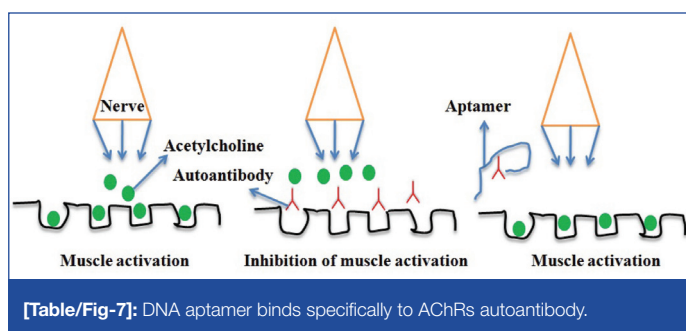 Nerve
Acetylcholine
Autoantibody
Aptamer
Muscle activation
Inhibition of muscle activation
Muscle activation
[Table/Fig-7]: DNA aptamer binds specifically to AChRs autoantibody.